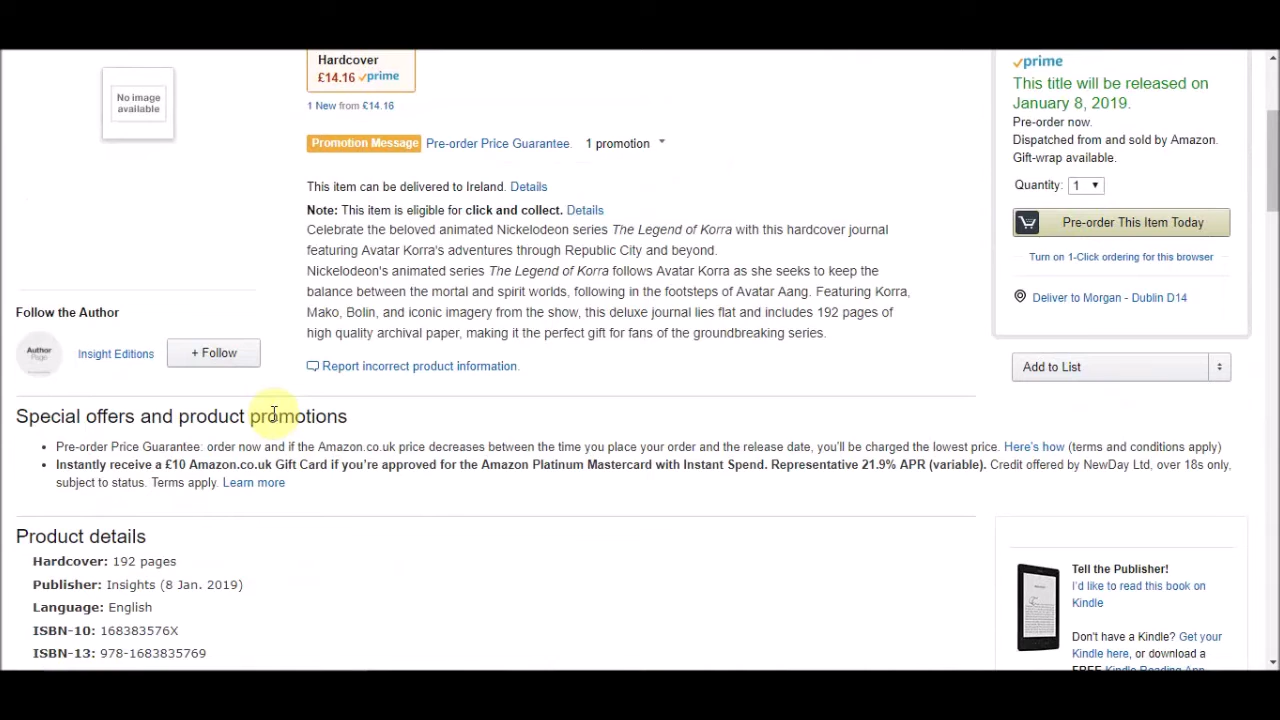 Hardcover
£14.16 prime
1 New from £14.16
No image
available
Promotion Message Pre-order Price Guarantee. 1 promotion
This item can be delivered to Ireland. Details
Note: This item is eligible for click and collect. Details
Celebrate the beloved animated Nickelodeon series The Legend of Korra with this hardcover journal
featuring Avatar Korra's adventures through Republic City and beyond.
Nickelodeon's animated series The Legend of Korra follows Avatar Korra as she seeks to keep the
balance between the mortal and spirit worlds, following in the footsteps of Avatar Aang. Featuring Korra,
Mako, Bolin, and iconic imagery from the show, this deluxe journal lies flat and includes 192 pages of
high quality archival paper, making it the perfect gift for fans of the groundbreaking series.
Report incorrect product information.
Follow the Author
Author
Page
Insight Editions
+ Follow
prime
This title will be released on
January 8, 2019.
Pre-order now.
Dispatched from and sold by Amazon.
Gift-wrap available.
Quantity: 1
Pre-order This Item Today
Turn on 1-Click ordering for this browser
Deliver to Morgan - Dublin D14
Add to List
Special offers and product promotions
• Pre-order Price Guarantee: order now and if the Amazon.co.uk price decreases between the time you place your order and the release date, you'll be charged the lowest price. Here's how (terms and conditions apply)
• Instantly receive a £10 Amazon.co.uk Gift Card if you're approved for the Amazon Platinum Mastercard with Instant Spend. Representative 21.9% APR (variable). Credit offered by NewDay Ltd, over 18s only,
subject to status. Terms apply. Learn more
Product details
Hardcover: 192 pages
Publisher: Insights (8 Jan. 2019)
Language: English
ISBN-10: 168383576X
ISBN-13: 978-1683835769
Tell the Publisher!
I'd like to read this book on
Kindle
Don't have a Kindle? Get your
Kindle here, or download a
FREE Kindle Reading App.